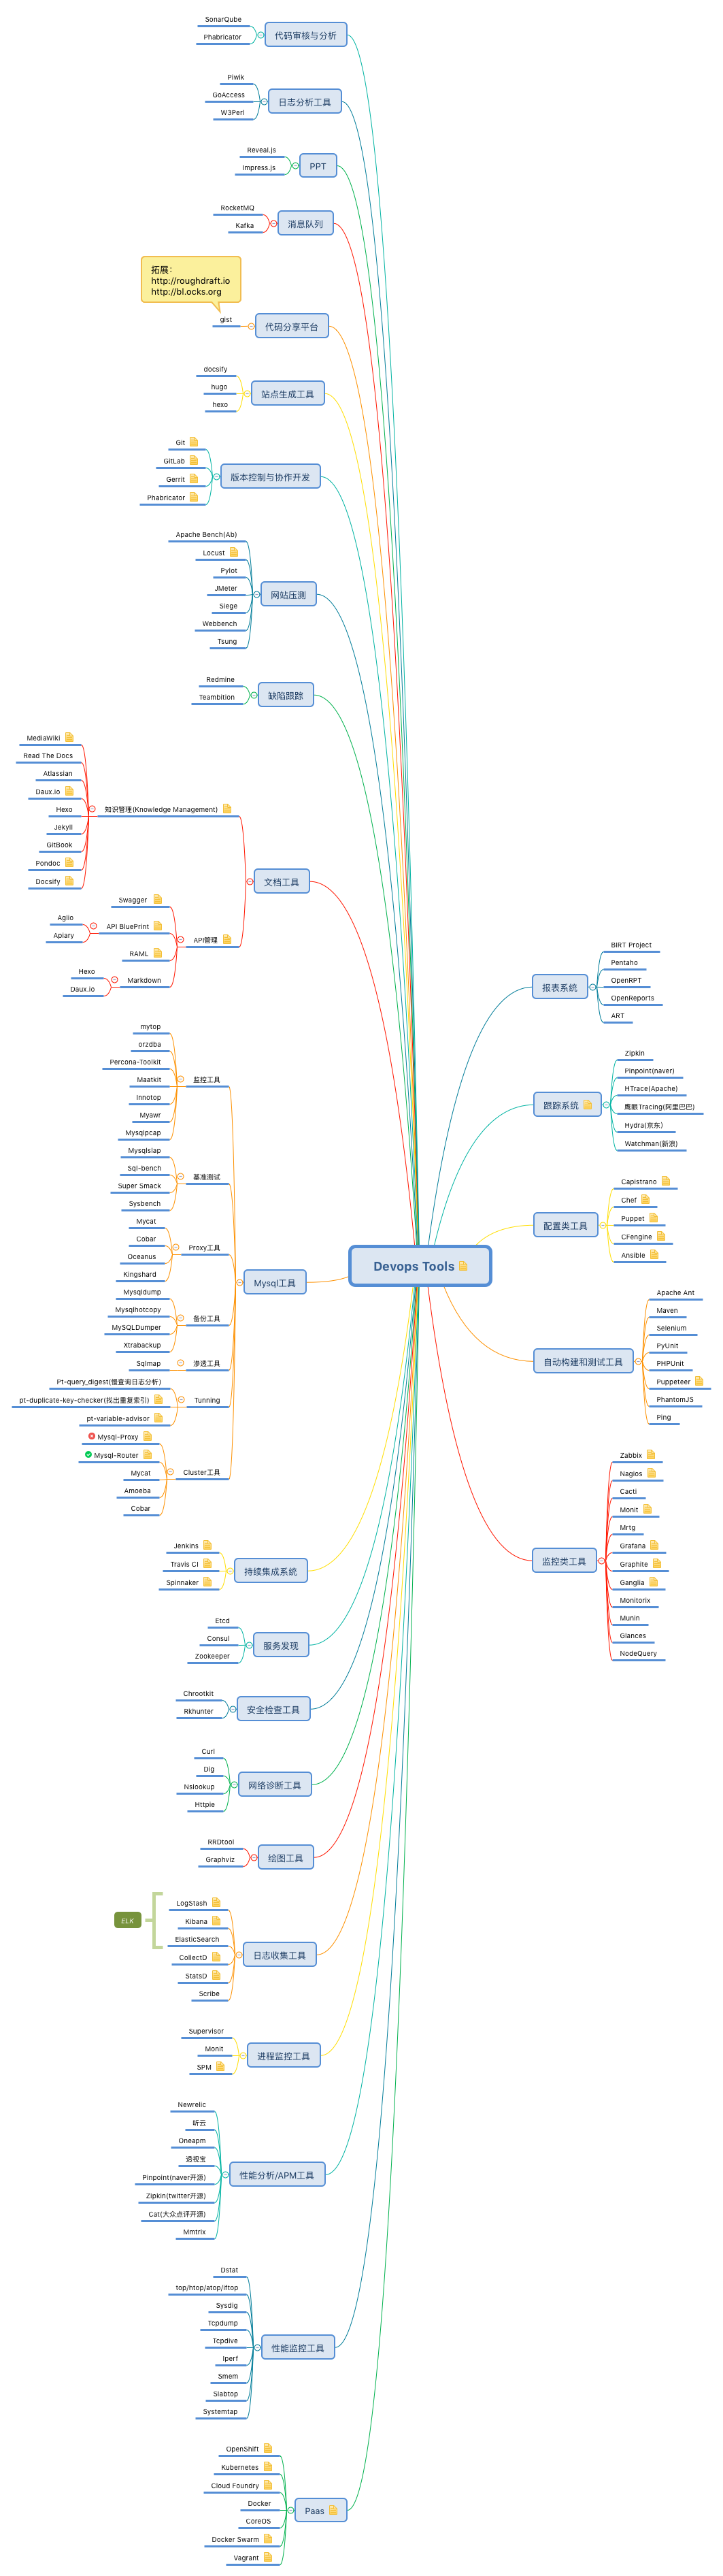 Devops Tools
代码审核与分析
SonarQube
Phabricator
日志分析工具
Piwik
GoAccess
W3Perl
PPT
Reveal.js
Impress.js
消息队列
RocketMQ
Kafka
代码分享平台
gist
拓展：
http://roughdraft.io
http://bl.ocks.org
站点生成工具
docsify
hugo
hexo
版本控制与协作开发
Git
GitLab
Gerrit
Phabricator
网站压测
Apache Bench(Ab)
Locust
Pylot
JMeter
Siege
Webbench
Tsung
缺陷跟踪
Redmine
Teambition
文档工具
知识管理(Knowledge Management)
MediaWiki
Read The Docs
Atlassian
Daux.io
Hexo
Jekyll
GitBook
Pondoc
Docsify
API管理
Swagger
API BluePrint
Aglio
Apiary
RAML
Markdown
Hexo
Daux.io
Mysql工具
监控工具
mytop
orzdba
Percona-Toolkit
Maatkit
Innotop
Myawr
Mysqlpcap
基准测试
Mysqlslap
Sql-bench
Super Smack
Sysbench
Proxy工具
Mycat
Cobar
Oceanus
Kingshard
备份工具
Mysqldump
Mysqlhotcopy
MySQLDumper
Xtrabackup
渗透工具
Sqlmap
Tunning
Pt-query_digest(慢查询日志分析)
pt-duplicate-key-checker(找出重复索引)
pt-variable-advisor
Cluster工具
Mysql-Proxy
Mysql-Router
Mycat
Amoeba
Cobar
持续集成系统
Jenkins
Travis CI
Spinnaker
服务发现
Etcd
Consul
Zookeeper
安全检查工具
Chrootkit
Rkhunter
网络诊断工具
Curl
Dig
Nslookup
Httpie
绘图工具
RRDtool
Graphviz
日志收集工具
ELK
LogStash
Kibana
ElasticSearch
CollectD
StatsD
Scribe
进程监控工具
Supervisor
Monit
SPM
性能分析/APM工具
Newrelic
听云
Oneapm
透视宝
Pinpoint(naver开源)
Zipkin(twitter开源)
Cat(大众点评开源)
Mmtrix
性能监控工具
Dstat
top/htop/atop/iftop
Sysdig
Tcpdump
Tcpdive
Iperf
Smem
Slabtop
Systemtap
Paas
OpenShift
Kubernetes
Cloud Foundry
Docker
CoreOS
Docker Swarm
Vagrant
报表系统
BIRT Project
Pentaho
OpenRPT
OpenReports
ART
跟踪系统
Zipkin
Pinpoint(naver)
HTrace(Apache)
鹰眼Tracing(阿里巴巴)
Hydra(京东)
Watchman(新浪)
配置类工具
Capistrano
Chef
Puppet
CFengine
Ansible
自动构建和测试工具
Apache Ant
Maven
Selenium
PyUnit
PHPUnit
Puppeteer
PhantomJS
Ping
监控类工具
Zabbix
Nagios
Cacti
Monit
Mrtg
Grafana
Graphite
Ganglia
Monitorix
Munin
Glances
NodeQuery